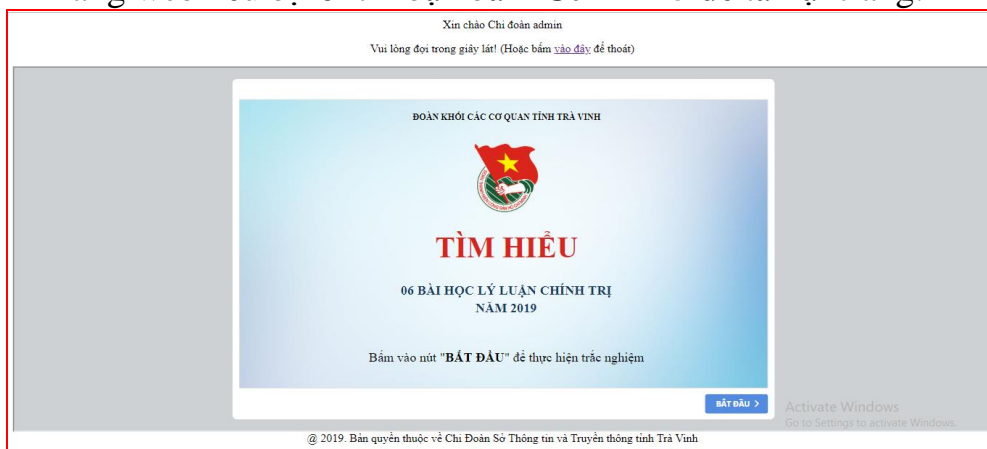 Xin chào Chi đoàn admin
Vui lòng đợi trong giây lát! (Hoặc bấm vào đây để thoát)
ĐOÀN KHỐI CÁC CƠ QUAN TỈNH TRÀ VINH
TÌM HIỂU
06 BÀI HỌC LÝ LUẬN CHÍNH TRỊ
NĂM 2019
Bấm vào nút "BẮT ĐẦU" để thực hiện trắc nghiệm
BẮT ĐẦU >
Activate Windows
Go to Settings to activate Windows.
@ 2019. Bản quyền thuộc về Chi Đoàn Sở Thông tin và Truyền thông tỉnh Trà Vinh